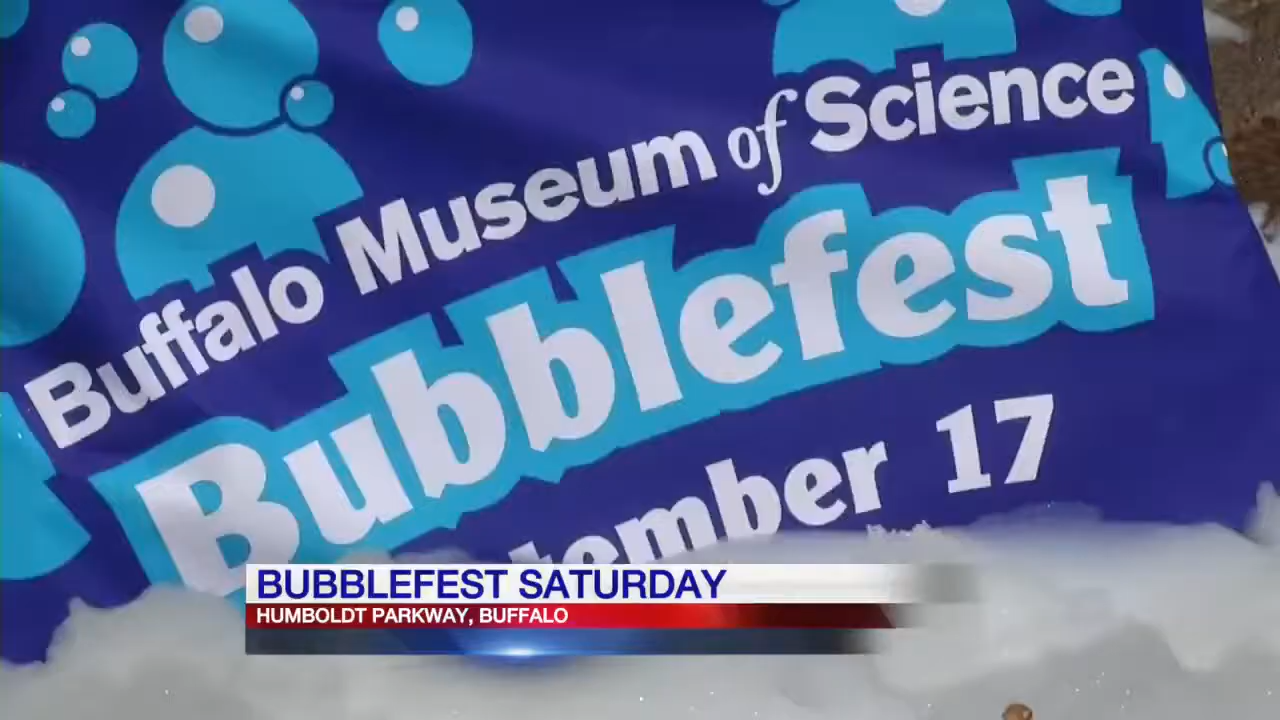 Buffalo Museum of Science
Bubblefest
tember 17
BUBBLEFEST SATURDAY
HUMBOLDT PARKWAY, BUFFALO